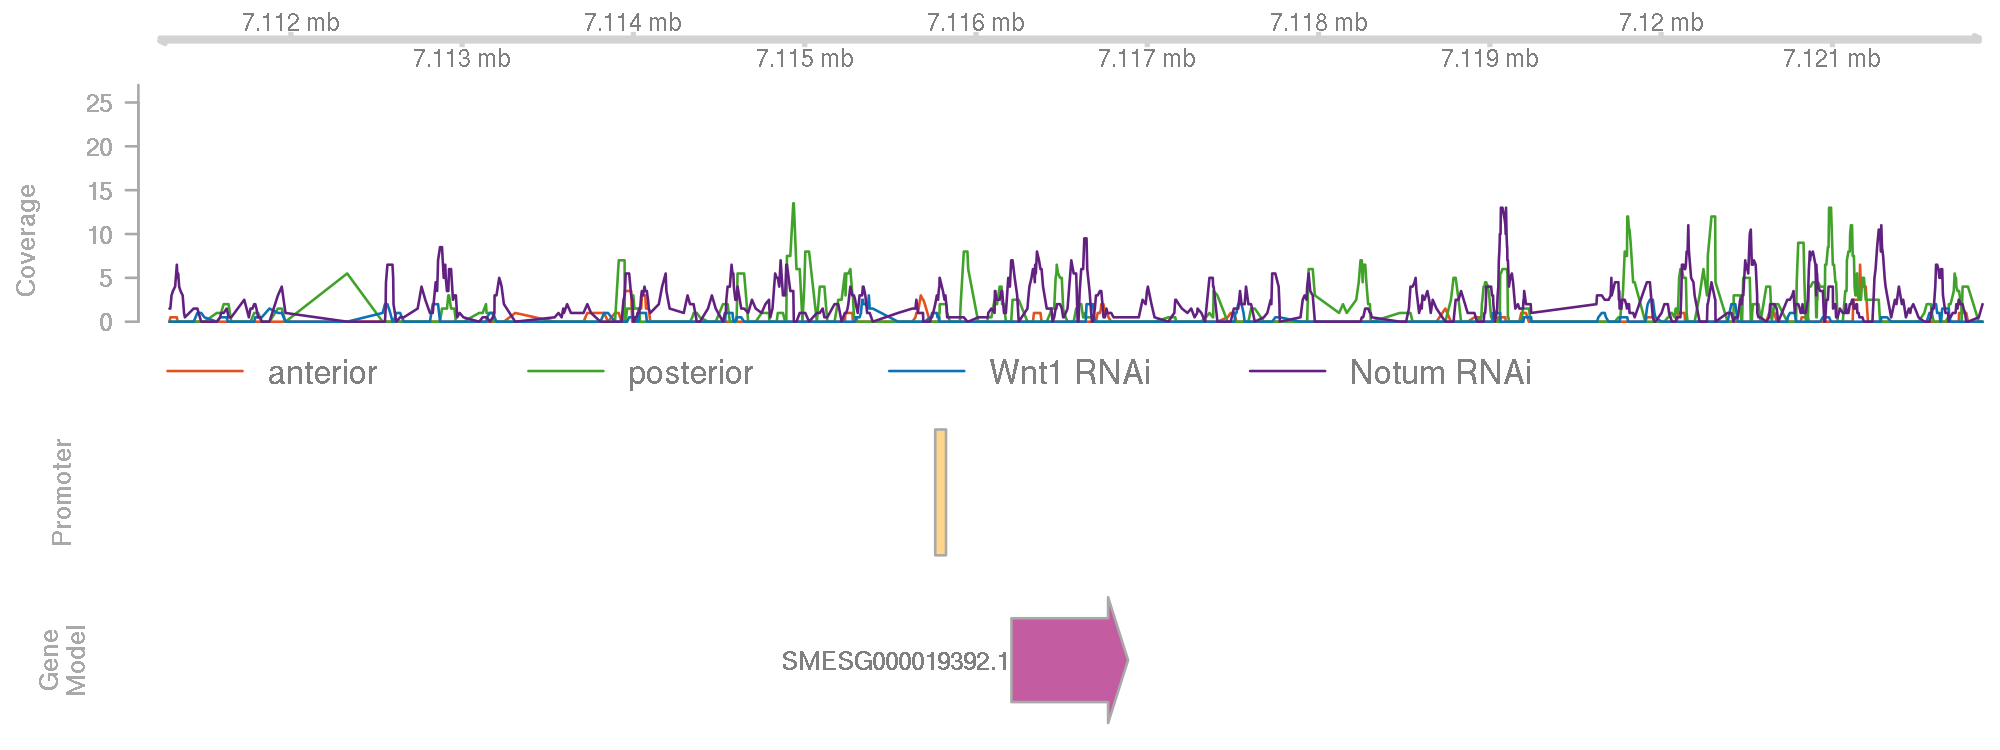 7.112 mb 7.114 mb 7.116 mb 7.118 mb 7.12 mb
7.113 mb 7.115 mb 7.117 mb 7.119 mb 7.121 mb
Coverage
25
20
15
10
5
0
anterior posterior Wnt1 RNAi Notum RNAi
Promoter
Gene
Model
SMESG000019392.1